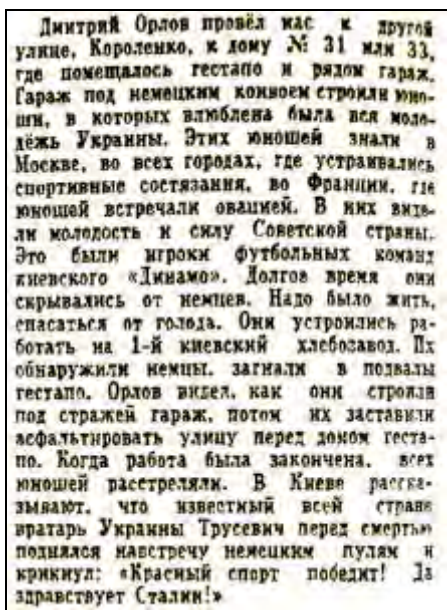 Дмитрий Орлов провёл нас к другой
улице, Короленко, к дому № 31 или 33,
где помещалось гестапо и рядом гараж.
Гараж под немецким конвоем строили юно-
ши, в которых влюблена была вся моло-
дёжь Украины. Этих юношей знали в
Москве, во всех городах, где устраивались
спортивные состязания, во Франции, где
юношей встречали овацией. В них виде-
ли молодость и силу Советской страны.
Это были игроки футбольных команд
киевского «Динамо». Долгое время они
скрывались от немцев. Надо было жить,
спасаться от голода. Они устроились ра-
ботать на 1-й киевский хлебозавод. Их
обнаружили немцы, загнали в подвалы
гестапо. Орлов видел, как они строили
под стражей гараж, потом их заставили
асфальтировать улицу перед домом геста-
по. Когда работа была закончена, всех
юношей расстреляли. В Киеве расска-
зывают, что известный всей стране
вратарь Украины Трусевич перед смертью
поднялся навстречу немецким пулям и
крикнул: «Красный спорт победит! Да
здравствует Сталин!»